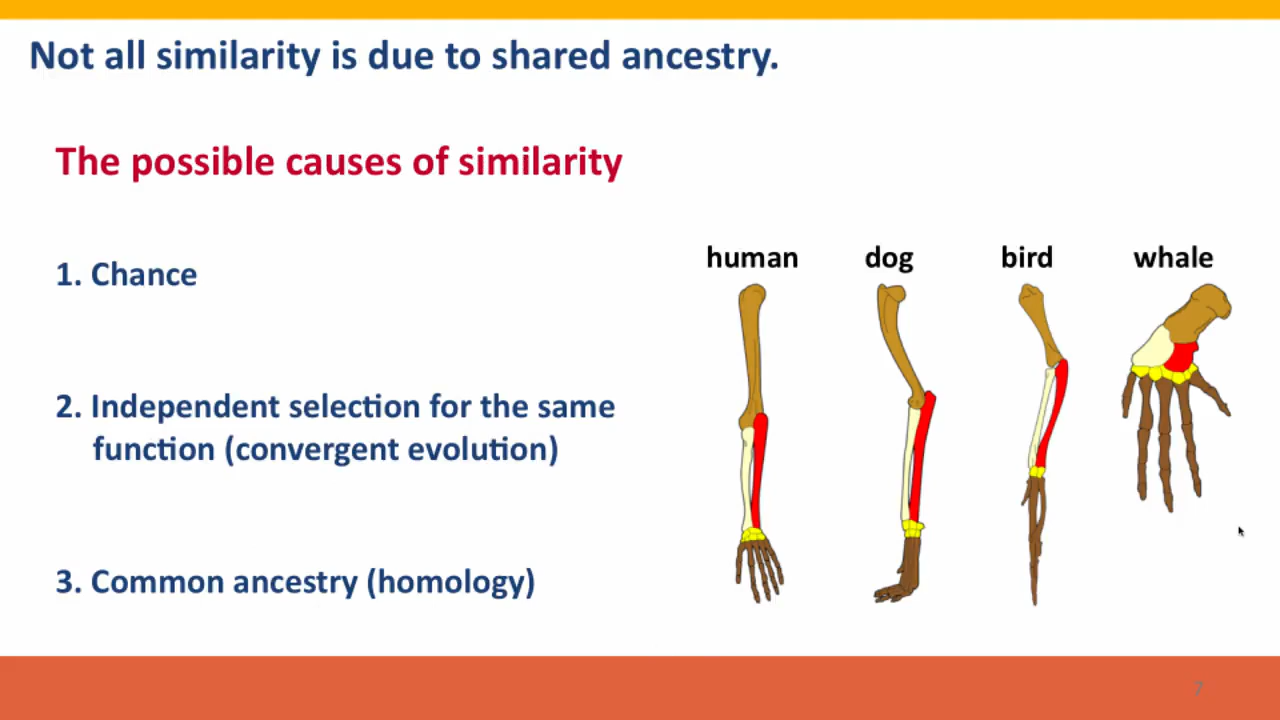 Not all similarity is due to shared ancestry.
The possible causes of similarity
human dog bird whale
1. Chance
2. Independent selection for the same
function (convergent evolution)
3. Common ancestry (homology)
7